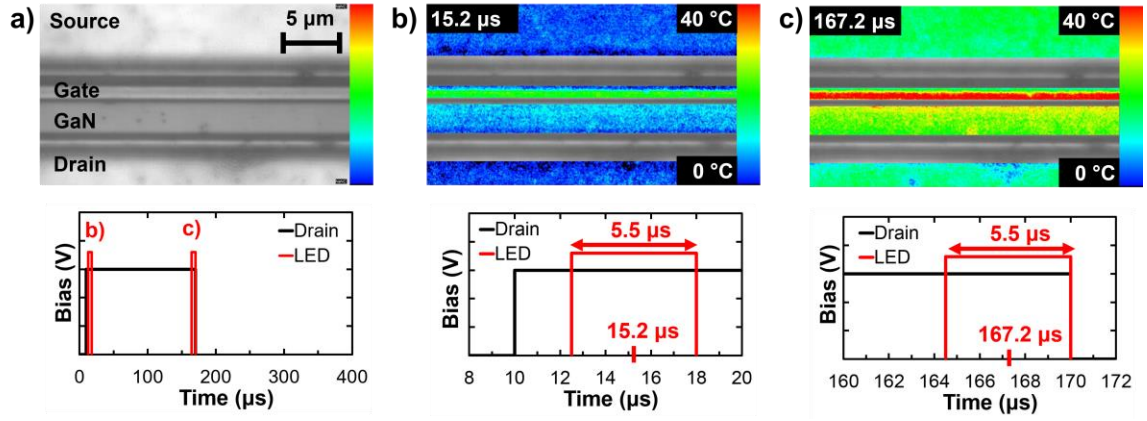 a)
Source
5 µm
Gate
GaN
Drain
b)
15.2 µs
40 °C
0 °C
c)
167.2 µs
40 °C
0 °C
b)
c)
Drain
LED
Bias (V)
0 100 200 300 400
Time (µs)
Drain
LED
5.5 µs
15.2 µs
Bias (V)
8 10 12 14 16 18 20
Time (µs)
Drain
LED
5.5 µs
167.2 µs
Bias (V)
160 162 164 166 168 170 172
Time (µs)